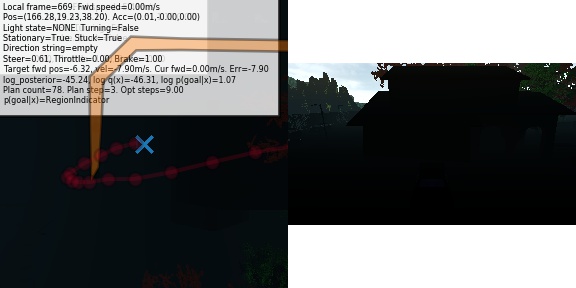 Local frame=669. Fwd speed=0.00m/s
Pos=(166.28,19.23,38.20). Acc=(0.01,-0.00,0.00)
Light state=NONE. Turning=False
Stationary=True. Stuck=True
Direction string=empty
Steer=0.61, Throttle=0.00, Brake=1.00
Target fwd pos=-6.32, vel=-7.90m/s. Cur fwd=0.00m/s. Err=-7.90
log_posterior=-45.24, log q(x)=-46.31, log p(goal|x)=1.07
Plan count=78. Plan step=3. Opt steps=9.00
p(goal|x)=RegionIndicator